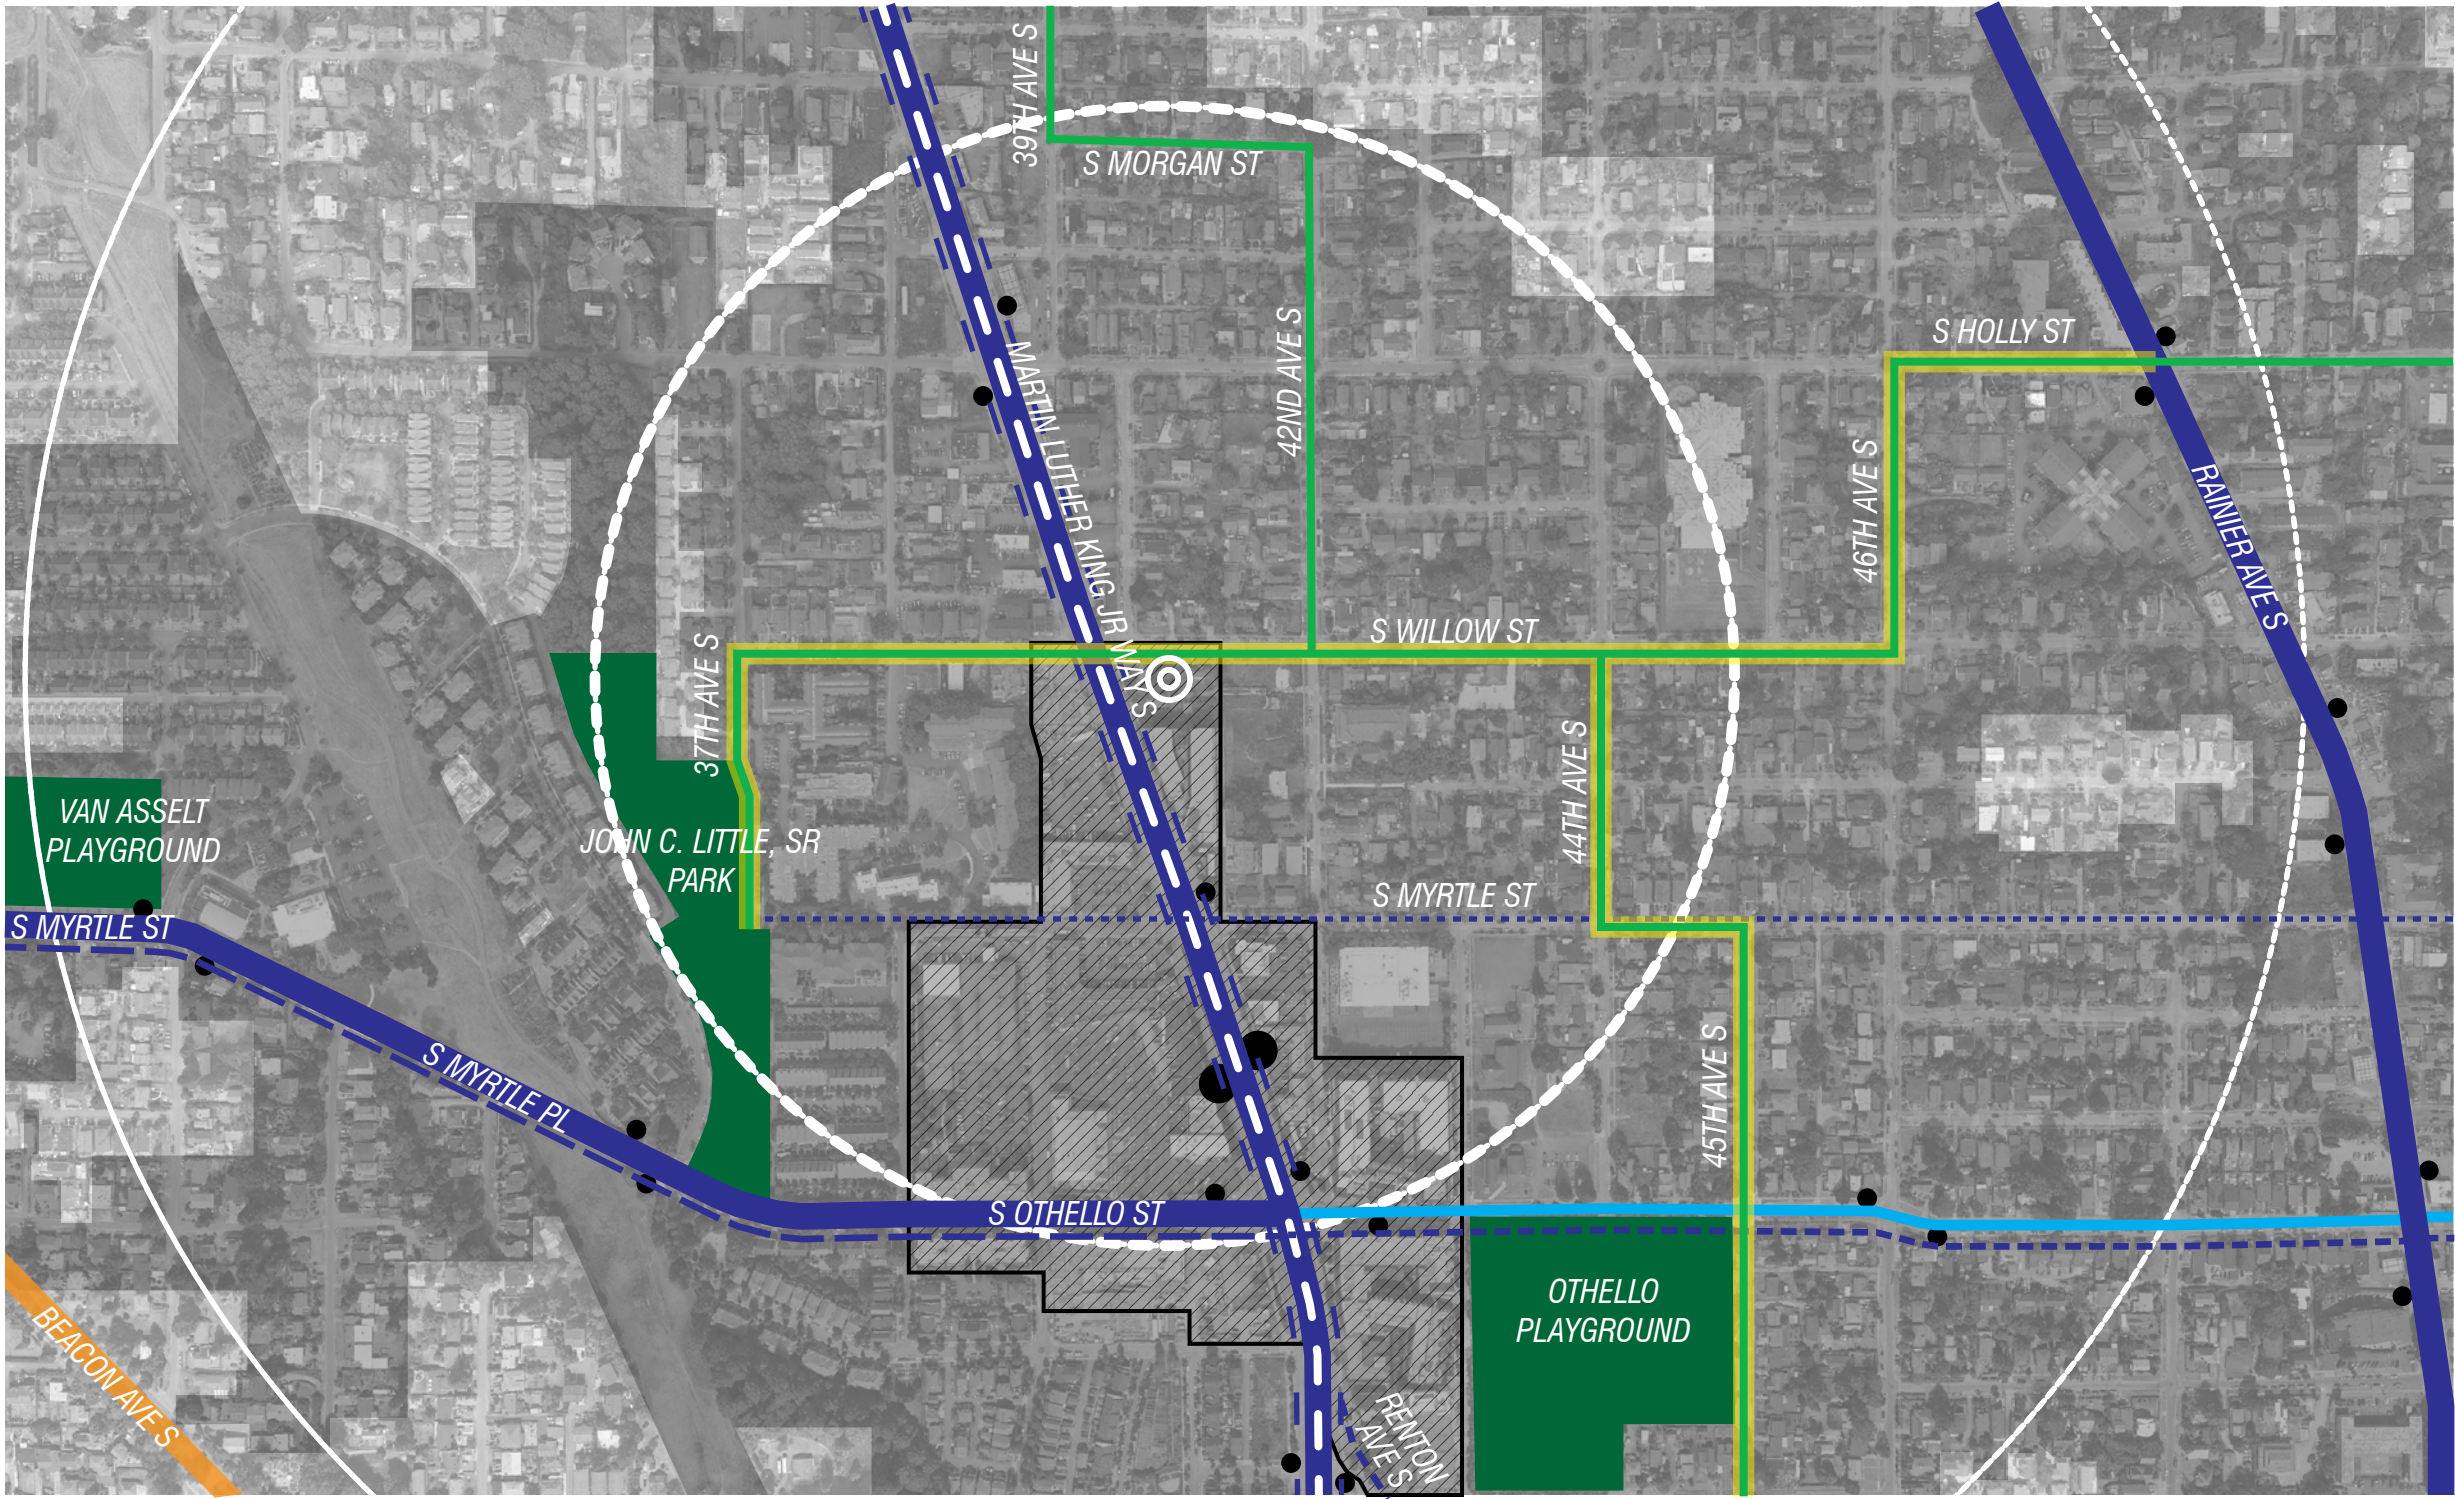 39TH AVE S
S MORGAN ST
S HOLLY ST
42ND AVE S
MARTIN LUTHER KING JR WAY S
46TH AVE S
RAINIER AVE S
S WILLOW ST
37TH AVE S
44TH AVE S
VAN ASSELT
PLAYGROUND
JOHN C. LITTLE, SR
PARK
S MYRTLE ST
S MYRTLE ST
S MYRTLE PL
45TH AVE S
S OTHELLO ST
OTHELLO
PLAYGROUND
BEACON AVE S
RENTON
AVE S